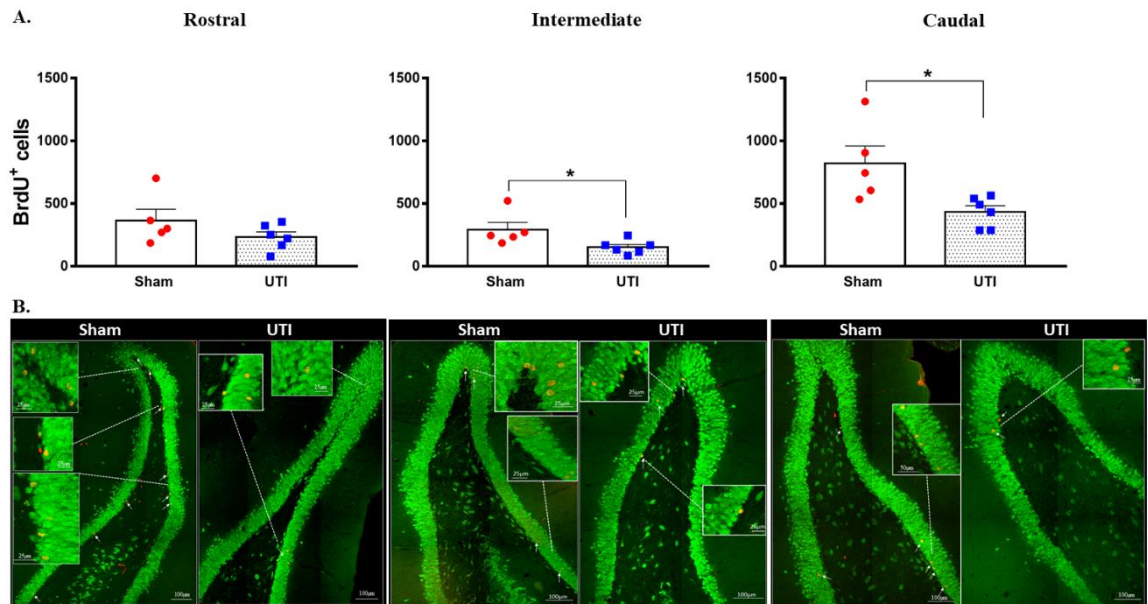 A.
Rostral
Intermediate
Caudal
BrdU⁺ cells
1500
1000
500
0
Sham
UTI
1500
1000
500
0
*
Sham
UTI
1500
1000
500
0
*
Sham
UTI
B.
Sham
UTI
Sham
UTI
Sham
UTI
25µm
25µm
25µm
100µm
25µm
25µm
100µm
25µm
25µm
100µm
25µm
100µm
50µm
100µm
25µm
100µm